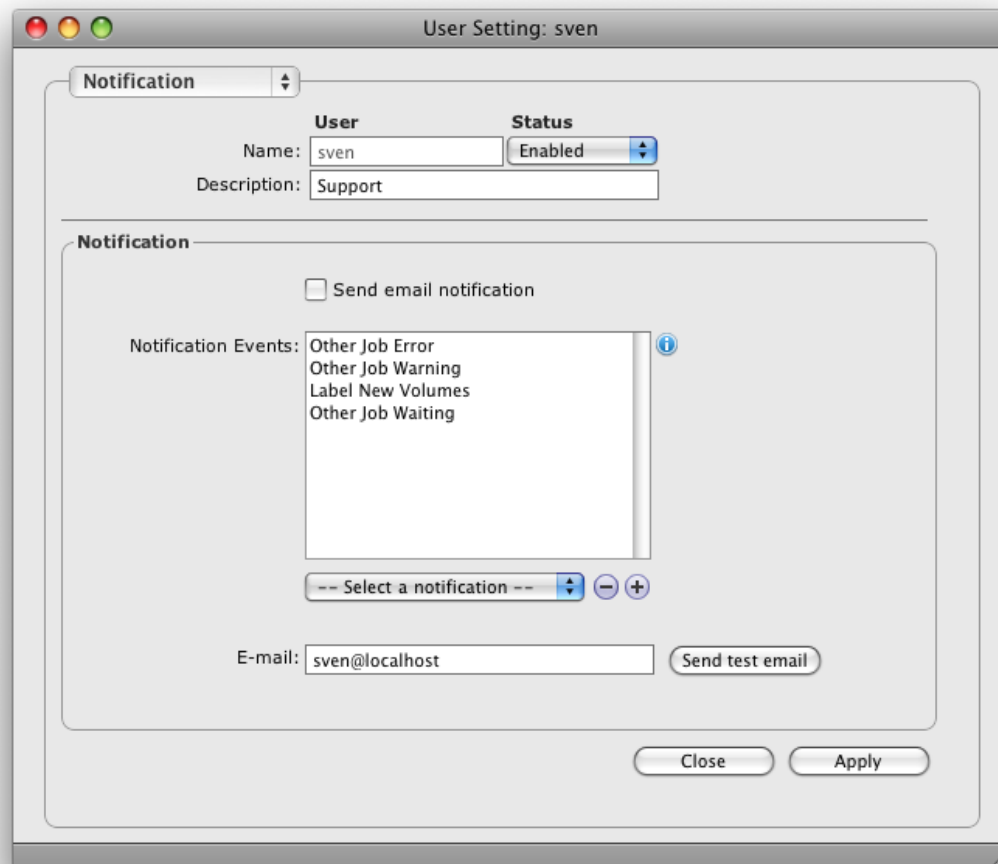 User Setting: sven
Notification
User Status
Name: sven Enabled
Description: Support
Notification
Send email notification
Notification Events: Other Job Error
Other Job Warning
Label New Volumes
Other Job Waiting
-- Select a notification --
E-mail: sven@localhost Send test email
Close Apply